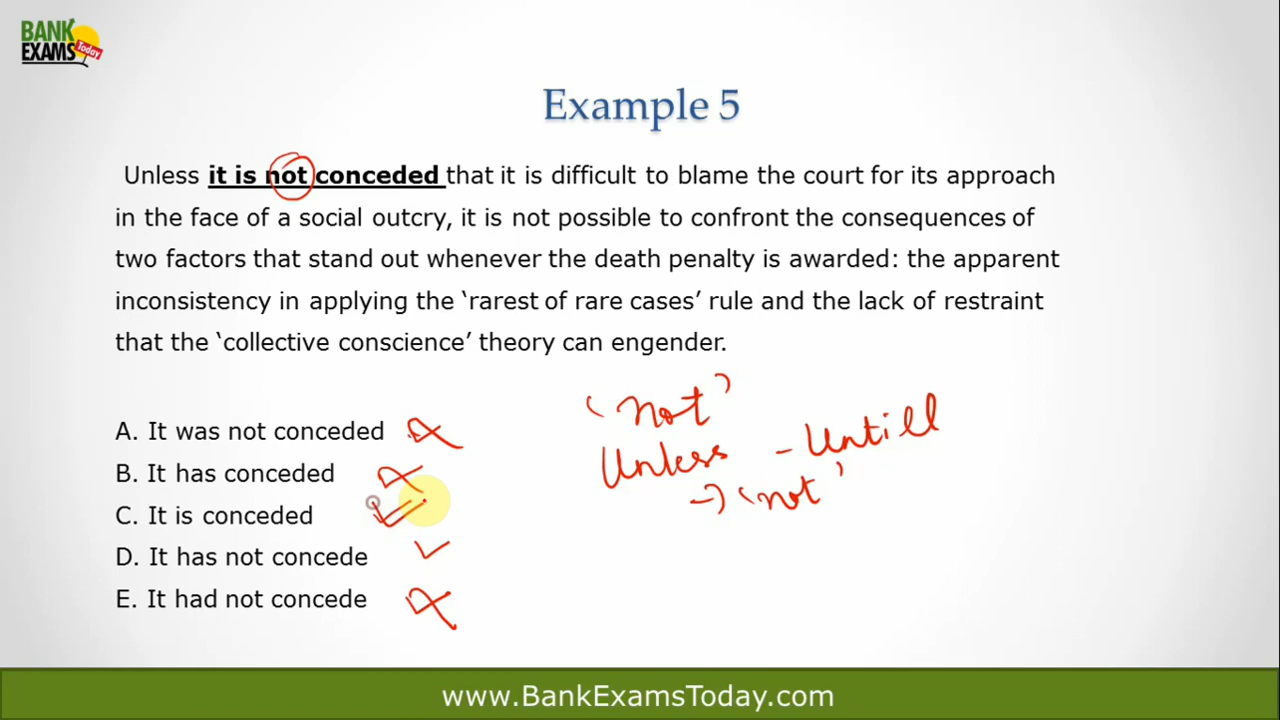 BANK
EXAMS Today
Example 5
Unless it is not conceded that it is difficult to blame the court for its approach
in the face of a social outcry, it is not possible to confront the consequences of
two factors that stand out whenever the death penalty is awarded: the apparent
inconsistency in applying the ‘rarest of rare cases’ rule and the lack of restraint
that the ‘collective conscience’ theory can engender.
A. It was not conceded
B. It has conceded
C. It is conceded
D. It has not concede
E. It had not concede
‘not’
Unless - Untill
→ ‘not’
www.BankExamsToday.com